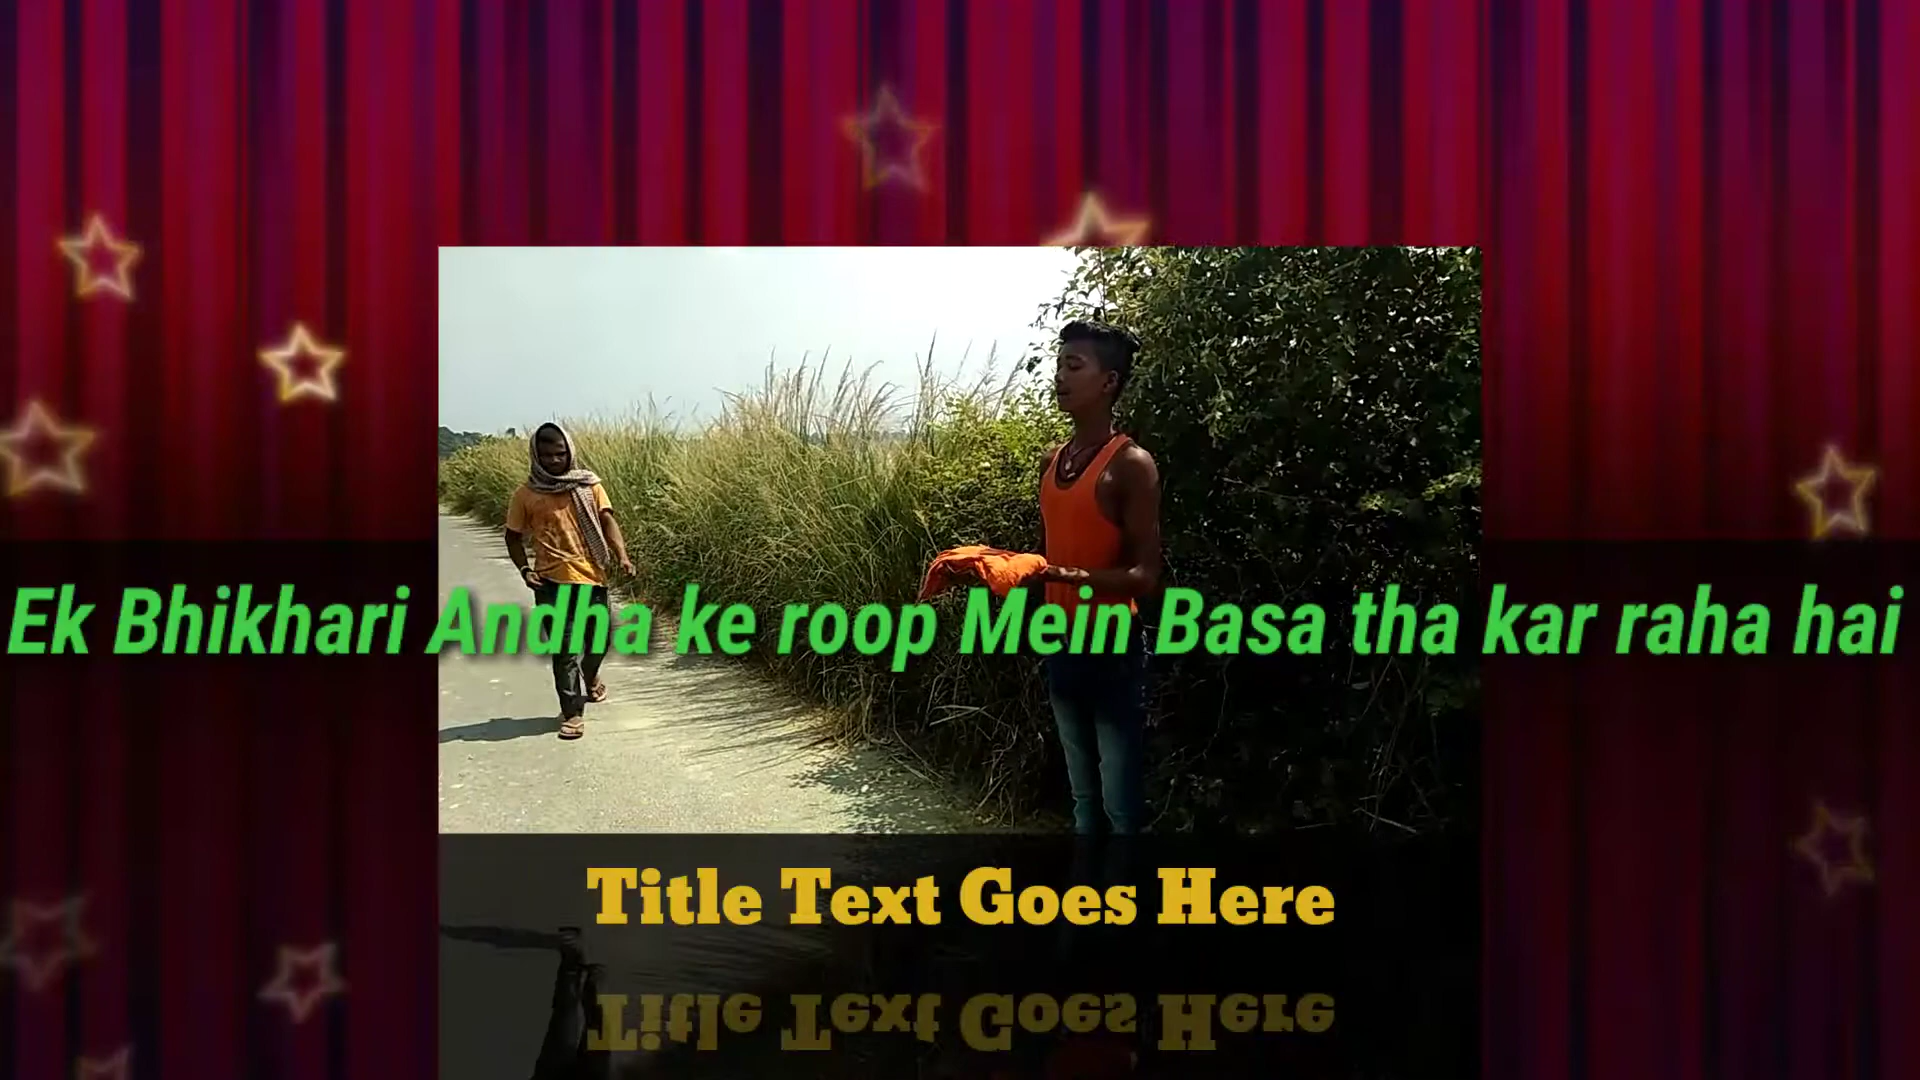 Ek Bhikhari Andha ke roop Mein Basa tha kar raha hai
Title Text Goes Here